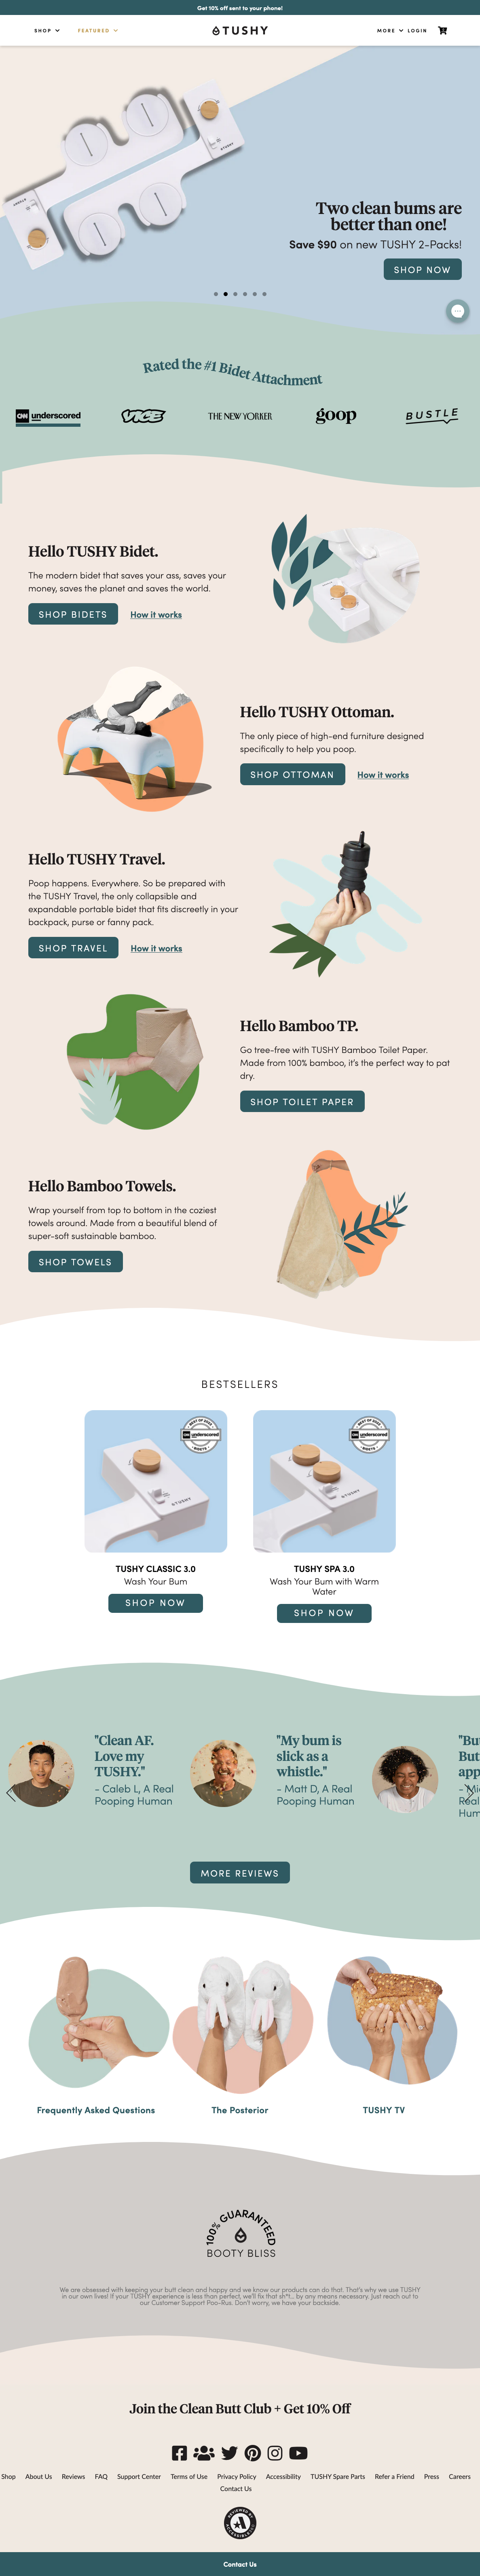 Get 10% off sent to your phone!
SHOP
FEATURED
TUSHY
MORE
LOGIN
Two clean bums are
better than one!
Save $90 on new TUSHY 2-Packs!
SHOP NOW
Rated the #1 Bidet Attachment
CNN underscored
VICE
THE NEW YORKER
goop
BUSTLE
Hello TUSHY Bidet.
The modern bidet that saves your ass, saves your
money, saves the planet and saves the world.
SHOP BIDETS
How it works
Hello TUSHY Ottoman.
The only piece of high-end furniture designed
specifically to help you poop.
SHOP OTTOMAN
How it works
Hello TUSHY Travel.
Poop happens. Everywhere. So be prepared with
the TUSHY Travel, the only collapsible and
expandable portable bidet that fits discreetly in your
backpack, purse or fanny pack.
SHOP TRAVEL
How it works
Hello Bamboo TP.
Go tree-free with TUSHY Bamboo Toilet Paper.
Made from 100% bamboo, it's the perfect way to pat
dry.
SHOP TOILET PAPER
Hello Bamboo Towels.
Wrap yourself from top to bottom in the coziest
towels around. Made from a beautiful blend of
super-soft sustainable bamboo.
SHOP TOWELS
BESTSELLERS
CNN underscored
BIDETS
TUSHY
CNN underscored
BIDETS
TUSHY
TUSHY CLASSIC 3.0
Wash Your Bum
SHOP NOW
TUSHY SPA 3.0
Wash Your Bum with Warm
Water
SHOP NOW
"Clean AF.
Love my
TUSHY."
- Caleb L, A Real
Pooping Human
"My bum is
slick as a
whistle."
- Matt D, A Real
Pooping Human
MORE REVIEWS
Frequently Asked Questions
The Posterior
TUSHY TV
100% GUARANTEED
BOOTY BLISS
We are obsessed with keeping your butt clean and happy and we know our products can do that. That's why we use TUSHY
in our own lives! If your TUSHY experience is less than perfect, we'll fix that sh*t... by any means necessary. Just reach out to
our Customer Support Poo-Rus. Don't worry, we have your backside.
Join the Clean Butt Club + Get 10% Off
Shop
About Us
Reviews
FAQ
Support Center
Terms of Use
Privacy Policy
Accessibility
TUSHY Spare Parts
Refer a Friend
Press
Careers
Contact Us
Contact Us